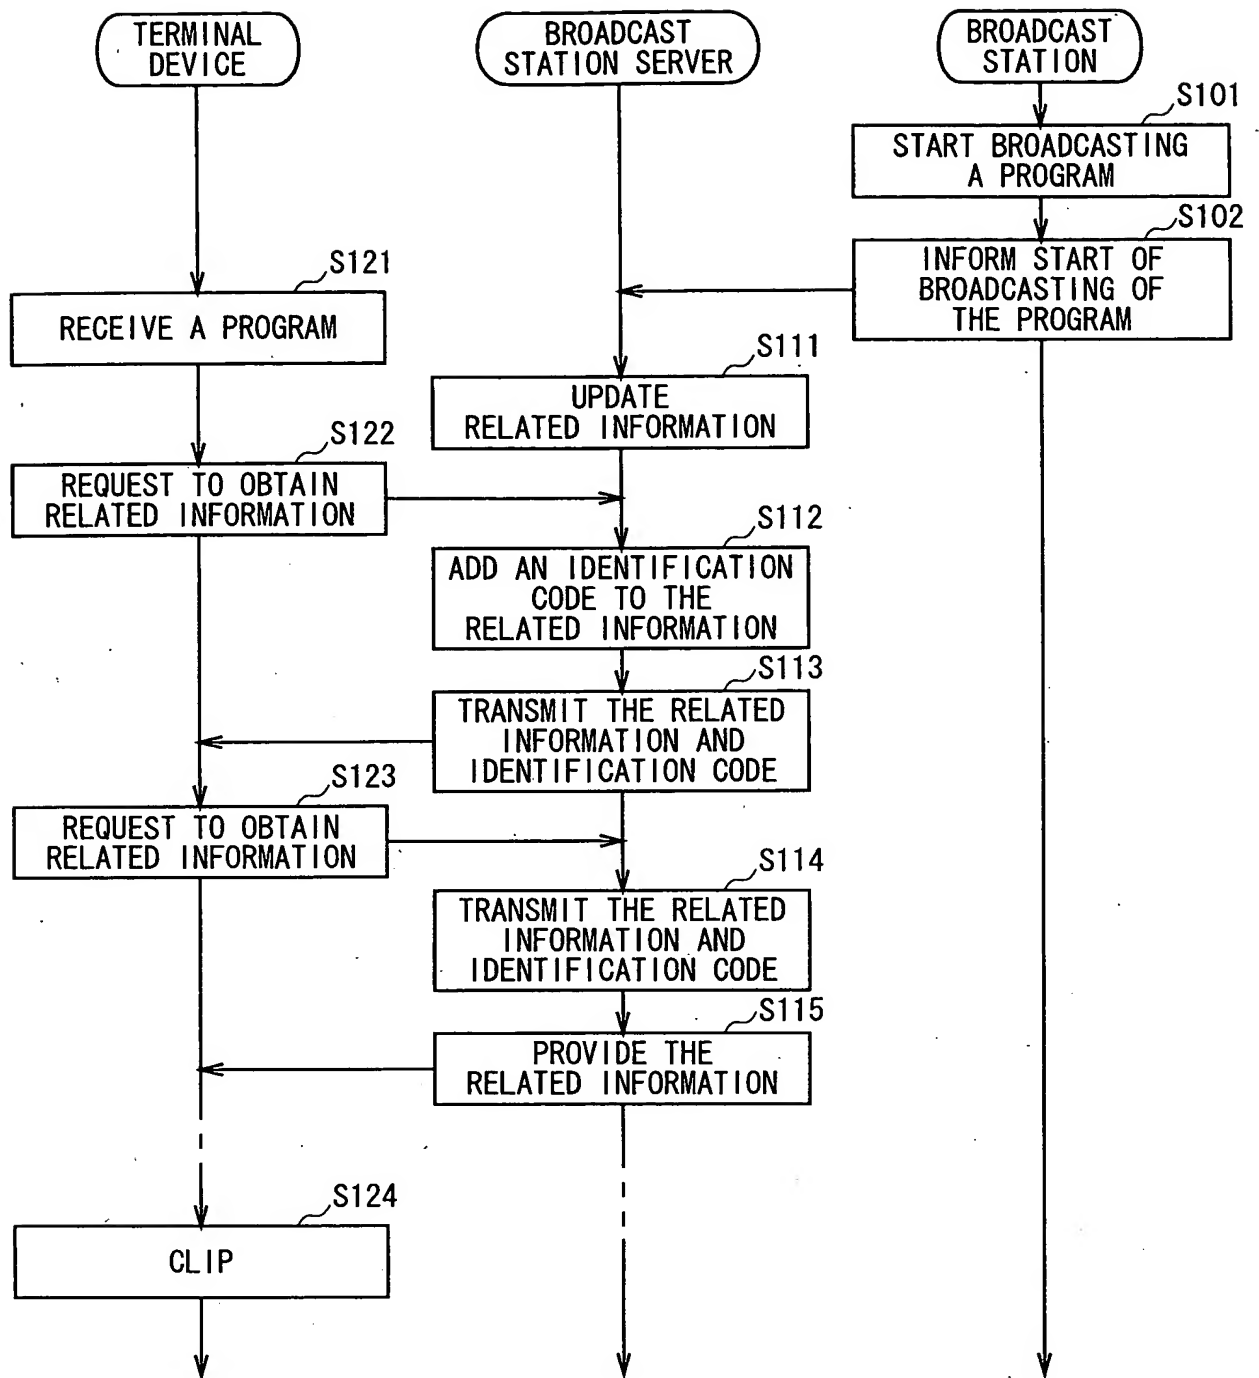 TERMINAL
DEVICE
BROADCAST
STATION SERVER
BROADCAST
STATION
S101
START BROADCASTING
A PROGRAM
S102
INFORM START OF
BROADCASTING OF
THE PROGRAM
S121
RECEIVE A PROGRAM
S111
UPDATE
RELATED INFORMATION
S122
REQUEST TO OBTAIN
RELATED INFORMATION
S112
ADD AN IDENTIFICATION
CODE TO THE
RELATED INFORMATION
S113
TRANSMIT THE RELATED
INFORMATION AND
IDENTIFICATION CODE
S123
REQUEST TO OBTAIN
RELATED INFORMATION
S114
TRANSMIT THE RELATED
INFORMATION AND
IDENTIFICATION CODE
S115
PROVIDE THE
RELATED INFORMATION
S124
CLIP